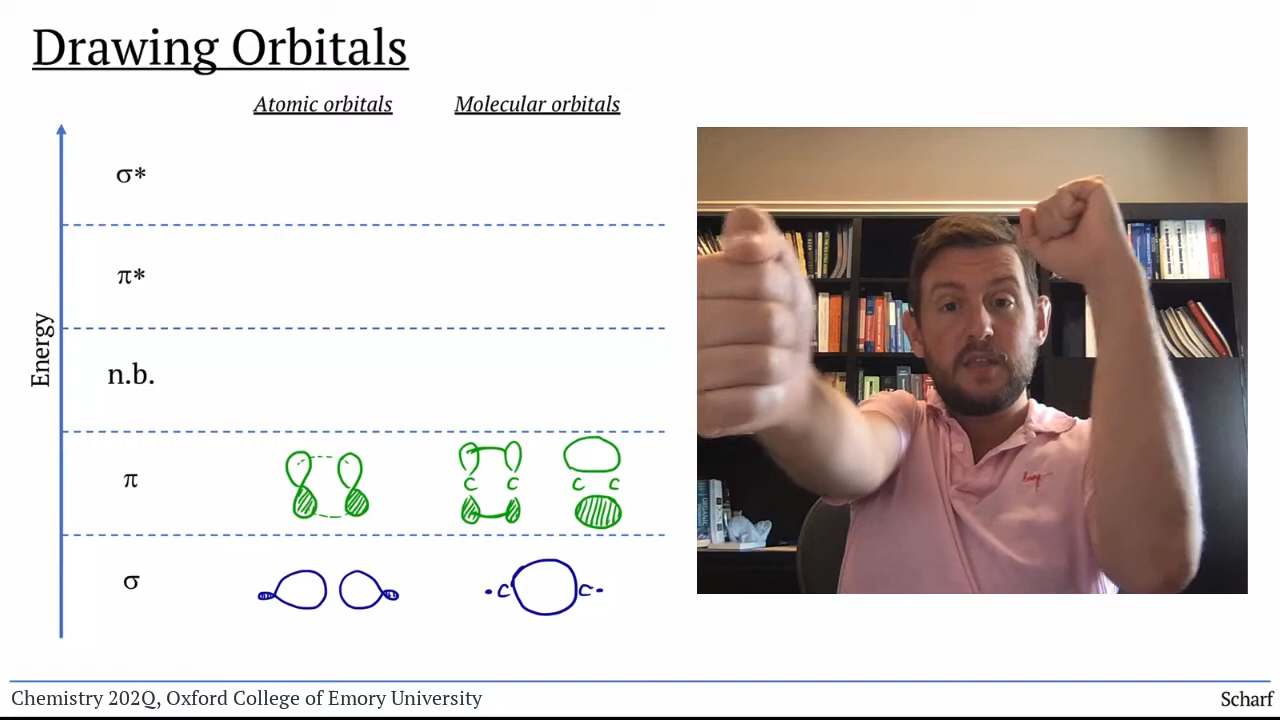 Drawing Orbitals
Atomic orbitals Molecular orbitals
σ*
π*
Energy
n.b.
π
C C C C
σ
C C
Chemistry 202Q, Oxford College of Emory University
Scharf